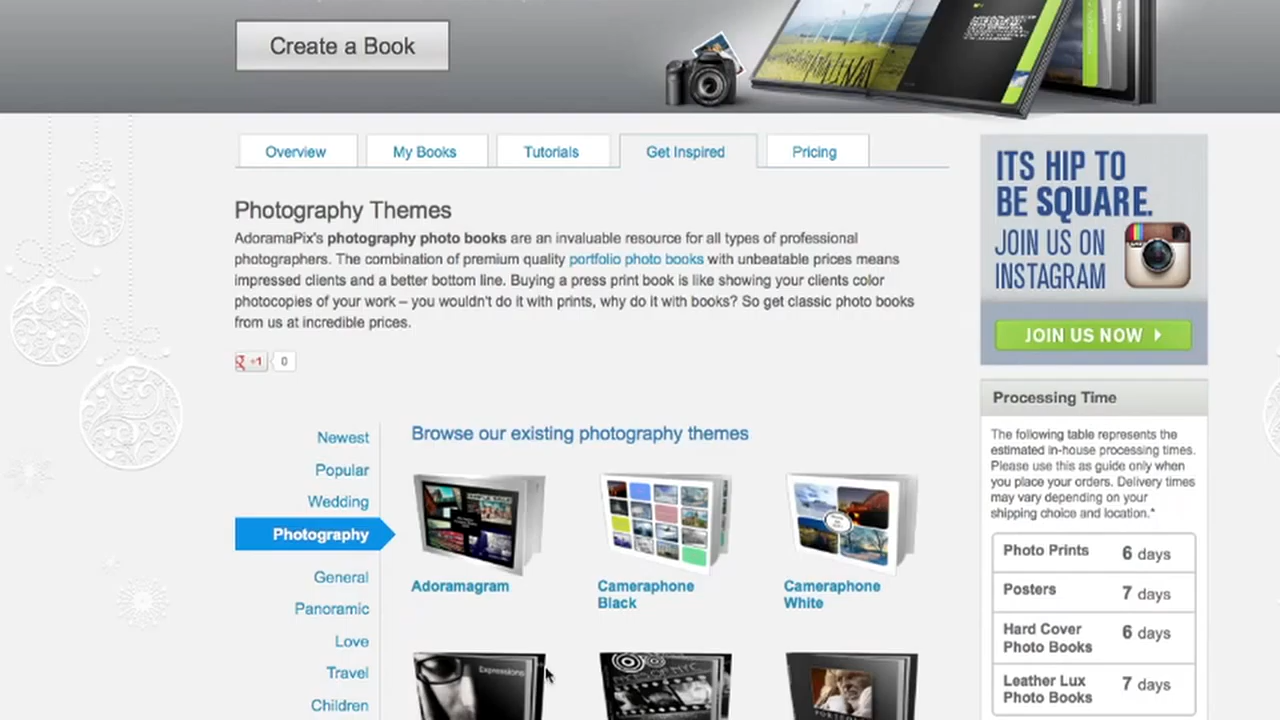 Create a Book
Overview
My Books
Tutorials
Get Inspired
Pricing
Photography Themes
AdoramaPix's photography photo books are an invaluable resource for all types of professional
photographers. The combination of premium quality portfolio photo books with unbeatable prices means
impressed clients and a better bottom line. Buying a press print book is like showing your clients color
photocopies of your work – you wouldn't do it with prints, why do it with books? So get classic photo books
from us at incredible prices.
+1
0
Newest
Popular
Wedding
Photography
General
Panoramic
Love
Travel
Children
Browse our existing photography themes
Adoramagram
Cameraphone
Black
Cameraphone
White
Expressions
ITS HIP TO
BE SQUARE.
JOIN US ON
INSTAGRAM
JOIN US NOW
Processing Time
The following table represents the
estimated in-house processing times.
Please use this as guide only when
you place your orders. Delivery times
may vary depending on your
shipping choice and location.*
Photo Prints 6 days
Posters 7 days
Hard Cover
Photo Books 6 days
Leather Lux
Photo Books 7 days